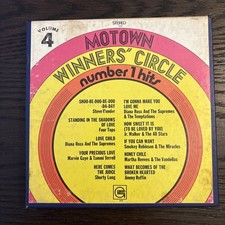 STEREO
VOLUME
4
MOTOWN
WINNERS' CIRCLE
number 1 hits
SHOO-BE-DOO-BE-DOO
-DA-DAY
Stevie Wonder
STANDING IN THE SHADOWS
OF LOVE
Four Tops
LOVE CHILD
Diana Ross And The Supremes
YOUR PRECIOUS LOVE
Marvin Gaye & Tammi Terrell
HERE COMES
THE JUDGE
Shorty Long
I'M GONNA MAKE YOU
LOVE ME
Diana Ross And The Supremes
& The Temptations
HOW SWEET IT IS
(TO BE LOVED BY YOU)
Jr. Walker & The All Stars
IF YOU CAN WANT
Smokey Robinson & The Miracles
HONEY CHILE
Martha Reeves & The Vandellas
WHAT BECOMES OF THE
BROKEN HEARTED
Jimmy Ruffin